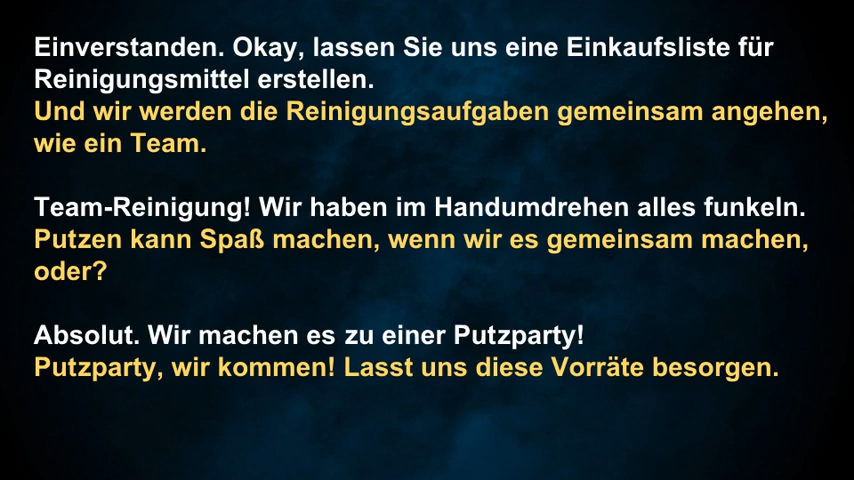 Einverstanden. Okay, lassen Sie uns eine Einkaufsliste für
Reinigungsmittel erstellen.
Und wir werden die Reinigungsaufgaben gemeinsam angehen,
wie ein Team.
Team-Reinigung! Wir haben im Handumdrehen alles funkeln.
Putzen kann Spaß machen, wenn wir es gemeinsam machen,
oder?
Absolut. Wir machen es zu einer Putzparty!
Putzparty, wir kommen! Lasst uns diese Vorräte besorgen.